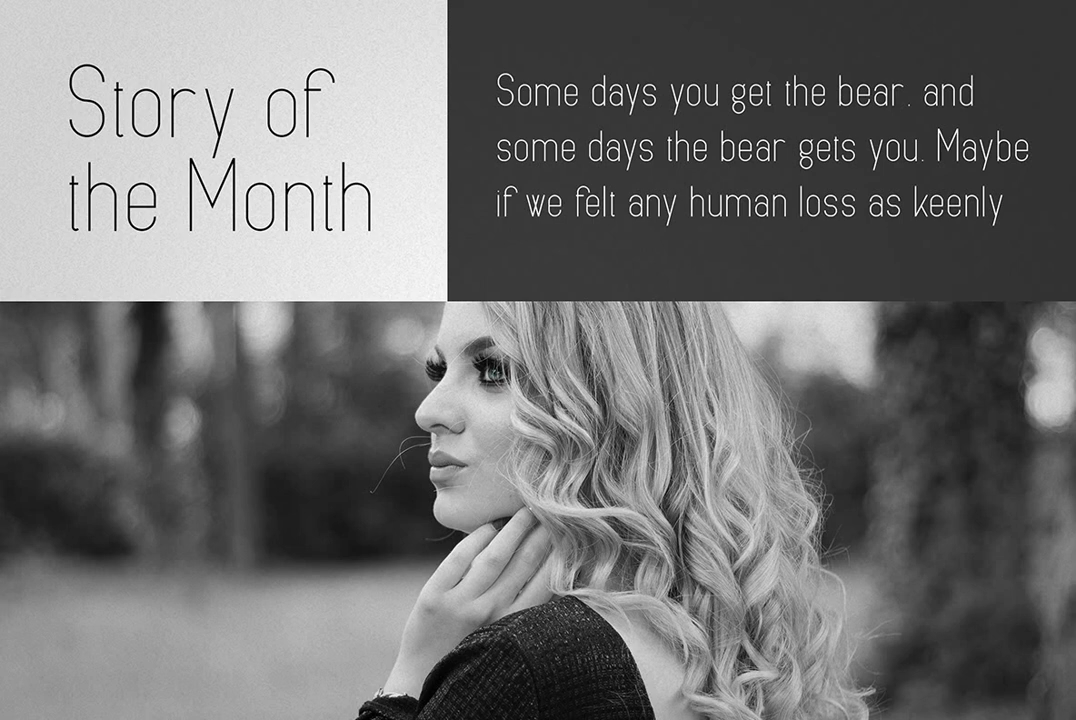 Story of
the Month
Some days you get the bear, and
some days the bear gets you. Maybe
if we felt any human loss as keenly